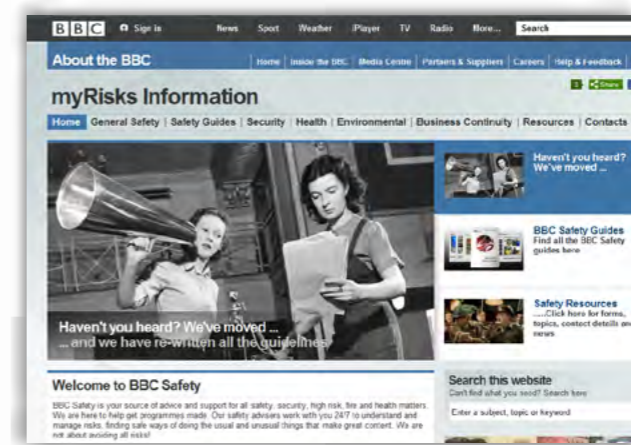 BBC Sign in News Sport Weather iPlayer TV Radio More... Search
About the BBC Home Inside the BBC Media Centre Partners & Suppliers Careers Help & Feedback
Share
myRisks Information
Home General Safety Safety Guides Security Health Environmental Business Continuity Resources Contacts
Haven't you heard?
We've moved ...
BBC Safety Guides
Find all the BBC Safety
guides here
Safety Resources
.....Click here for forms,
topics, contact details and
news
Haven't you heard? We've moved ...
... and we have re-written all the guidelines
Welcome to BBC Safety
BBC Safety is your source of advice and support for all safety, security, high risk, fire and health matters.
We are here to help get programmes made. Our safety advisers work with you 24/7 to understand and
manage risks, finding safe ways of doing the usual and unusual things that make great content. We are
not about avoiding all risks!
Search this website
Can't find what you need? Search here
Enter a subject, topic or keyword